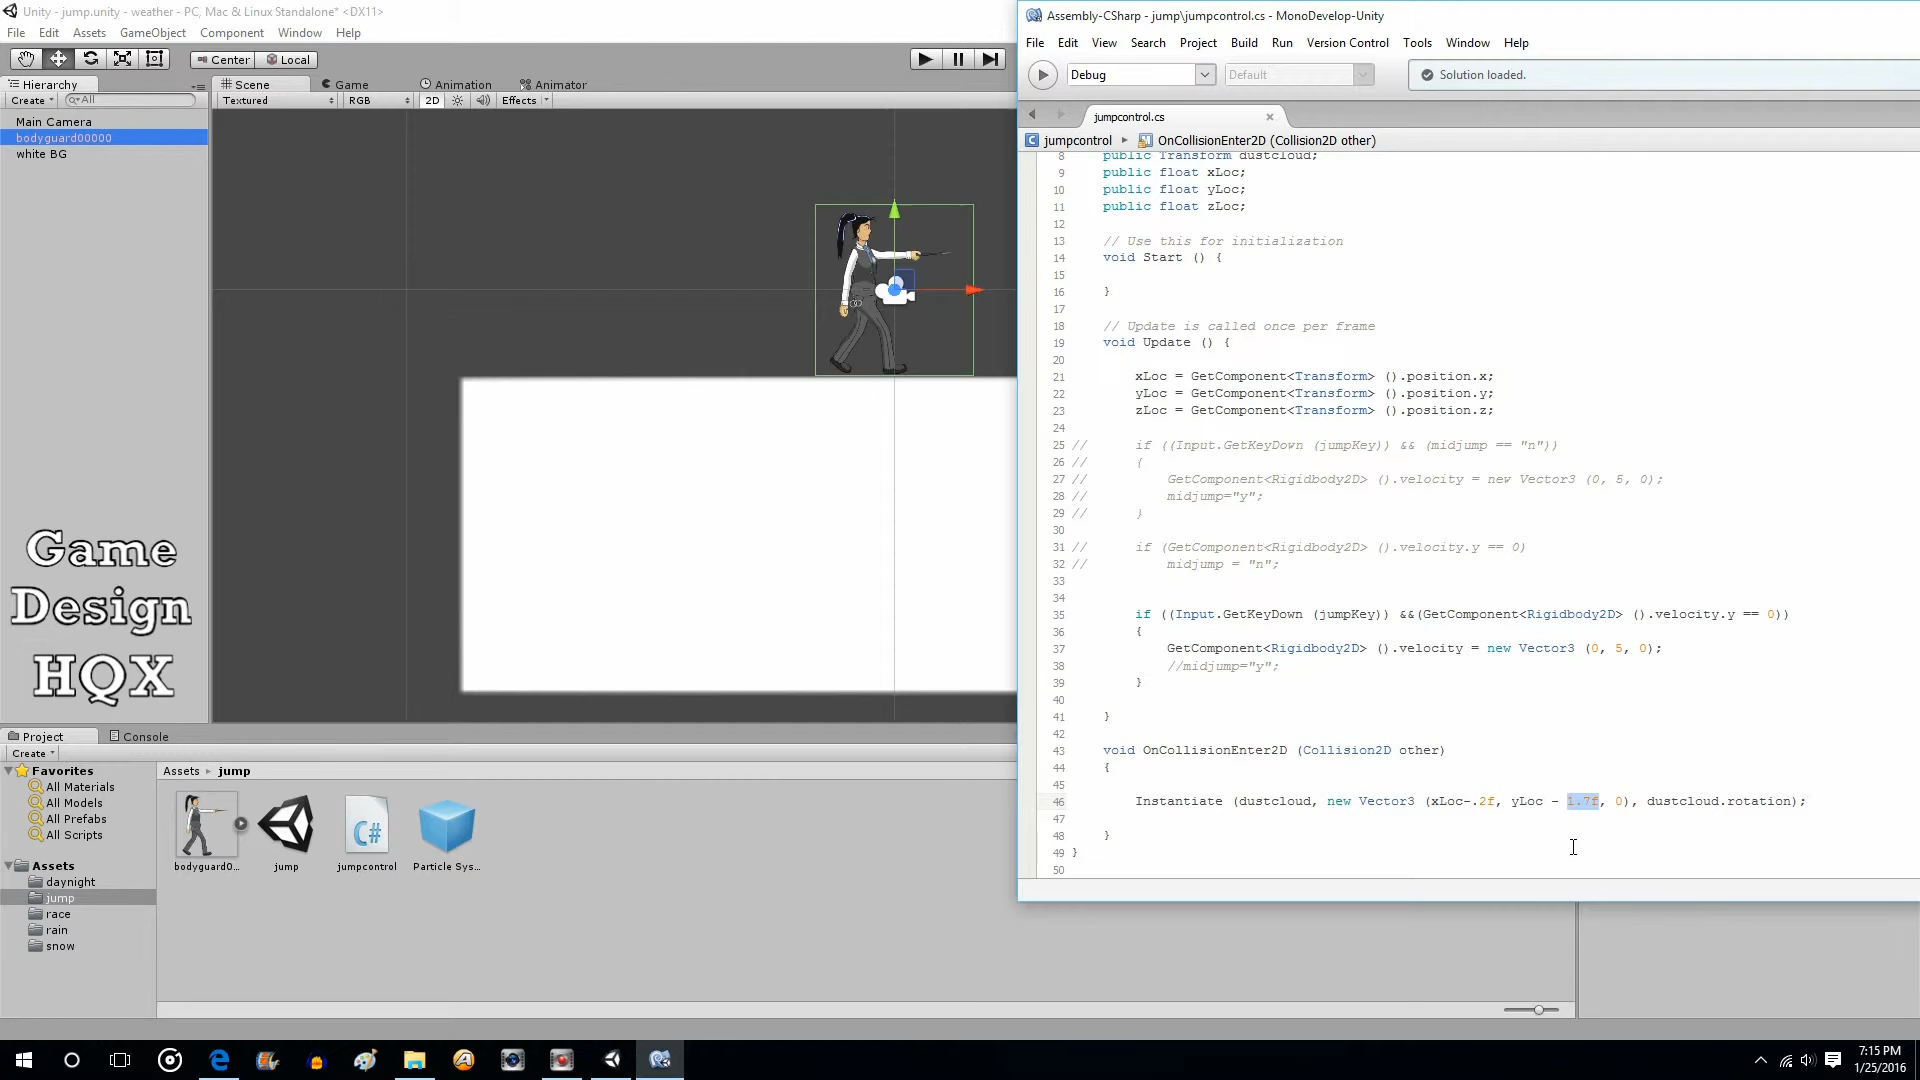 Unity - jump.unity - weather - PC, Mac & Linux Standalone* <DX11>
File Edit Assets GameObject Component Window Help
Center Local
Hierarchy
Create All
Main Camera
bodyguard00000
white BG
Scene Game Animation Animator
Textured RGB 2D Effects
Game
Design
HQX
Project Console
Create
Favorites
All Materials
All Models
All Prefabs
All Scripts
Assets
daynight
jump
race
rain
snow
Assets jump
bodyguard0... jump jumpcontrol Particle Sys...
Assembly-CSharp - jump\jumpcontrol.cs - MonoDevelop-Unity
File Edit View Search Project Build Run Version Control Tools Window Help
Debug Default Solution loaded.
jumpcontrol.cs
jumpcontrol OnCollisionEnter2D (Collision2D other)
8 public Transform dustcloud;
9 public float xLoc;
10 public float yLoc;
11 public float zLoc;
12
13 // Use this for initialization
14 void Start () {
15
16 }
17
18 // Update is called once per frame
19 void Update () {
20
21 xLoc = GetComponent<Transform> ().position.x;
22 yLoc = GetComponent<Transform> ().position.y;
23 zLoc = GetComponent<Transform> ().position.z;
24
25 // if ((Input.GetKeyDown (jumpKey)) && (midjump == "n"))
26 // {
27 // GetComponent<Rigidbody2D> ().velocity = new Vector3 (0, 5, 0);
28 // midjump="y";
29 // }
30
31 // if (GetComponent<Rigidbody2D> ().velocity.y == 0)
32 // midjump = "n";
33
34
35 if ((Input.GetKeyDown (jumpKey)) &&(GetComponent<Rigidbody2D> ().velocity.y == 0))
36 {
37 GetComponent<Rigidbody2D> ().velocity = new Vector3 (0, 5, 0);
38 //midjump="y";
39 }
40
41 }
42
43 void OnCollisionEnter2D (Collision2D other)
44 {
45
46 Instantiate (dustcloud, new Vector3 (xLoc-.2f, yLoc - 1.7f, 0), dustcloud.rotation);
47
48 }
49 }
50
7:15 PM
1/25/2016